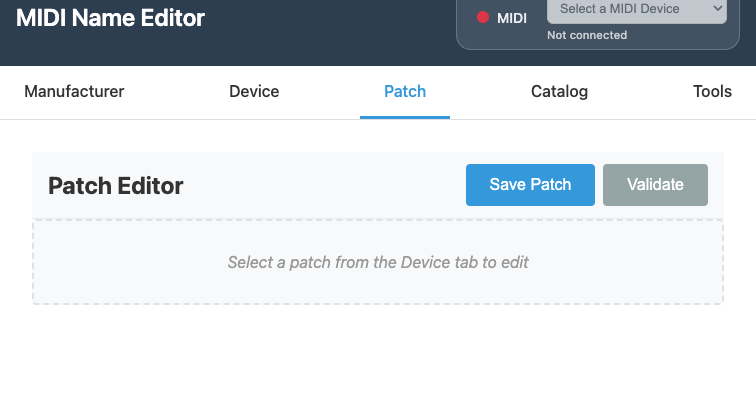 MIDI Name Editor
MIDI
Select a MIDI Device
Not connected
Manufacturer
Device
Patch
Catalog
Tools
Patch Editor
Save Patch
Validate
Select a patch from the Device tab to edit